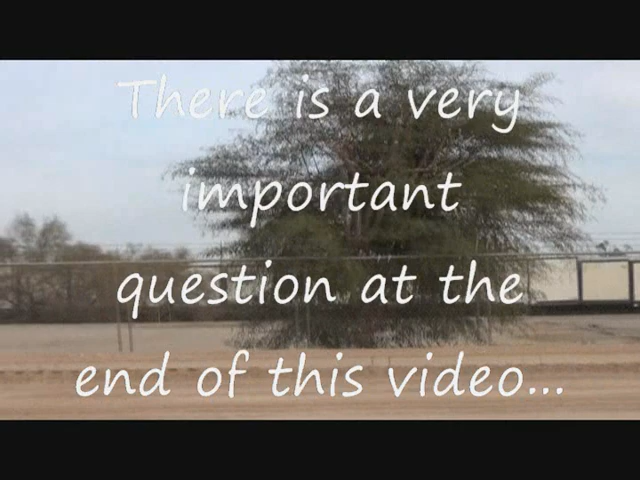 There is a very
important
question at the
end of this video...